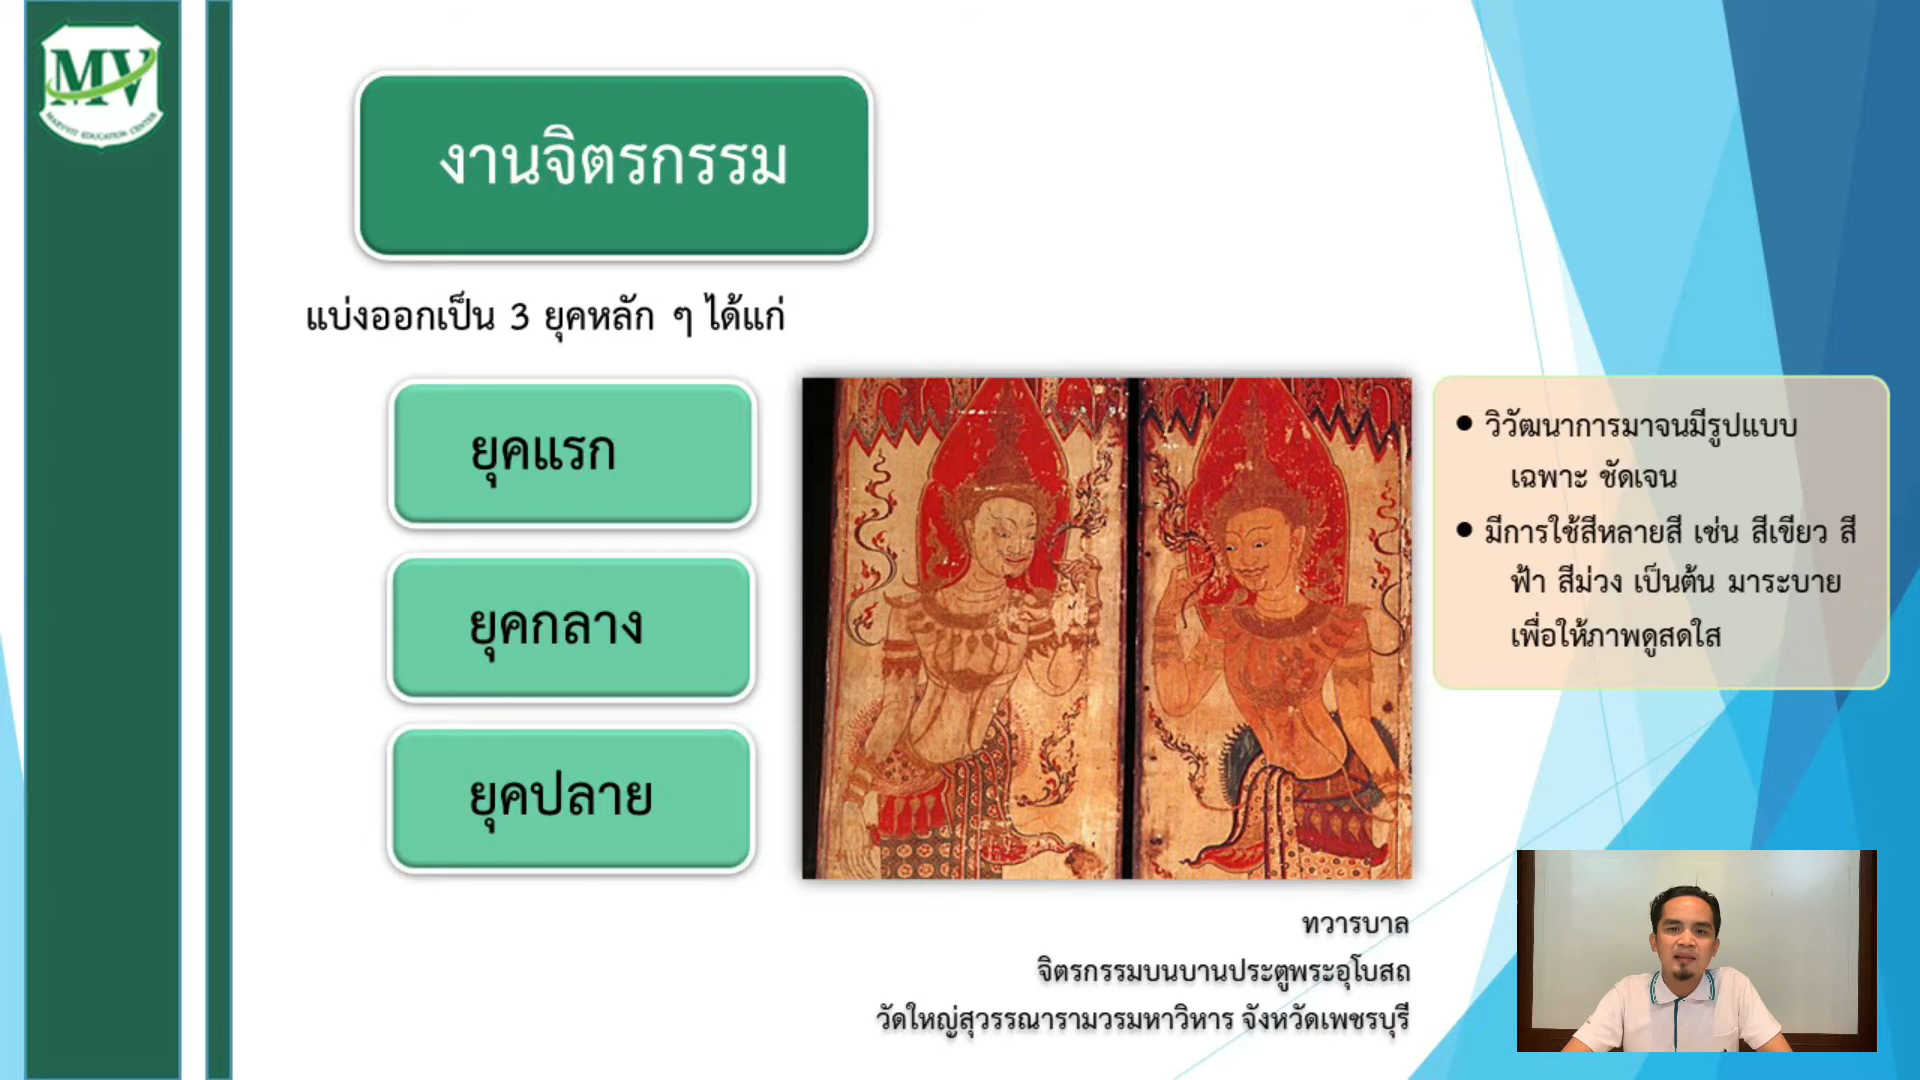 MV
MARYVIT EDUCATION CENTER
งานจิตรกรรม
แบ่งออกเป็น 3 ยุคหลัก ๆ ได้แก่
ยุคแรก
ยุคกลาง
ยุคปลาย
● วิวัฒนาการมาจนมีรูปแบบ
เฉพาะ ชัดเจน
● มีการใช้สีหลายสี เช่น สีเขียว สี
ฟ้า สีม่วง เป็นต้น มาระบาย
เพื่อให้ภาพดูสดใส
ทวารบาล
จิตรกรรมบนบานประตูพระอุโบสถ
วัดใหญ่สุวรรณารามวรมหาวิหาร จังหวัดเพชรบุรี